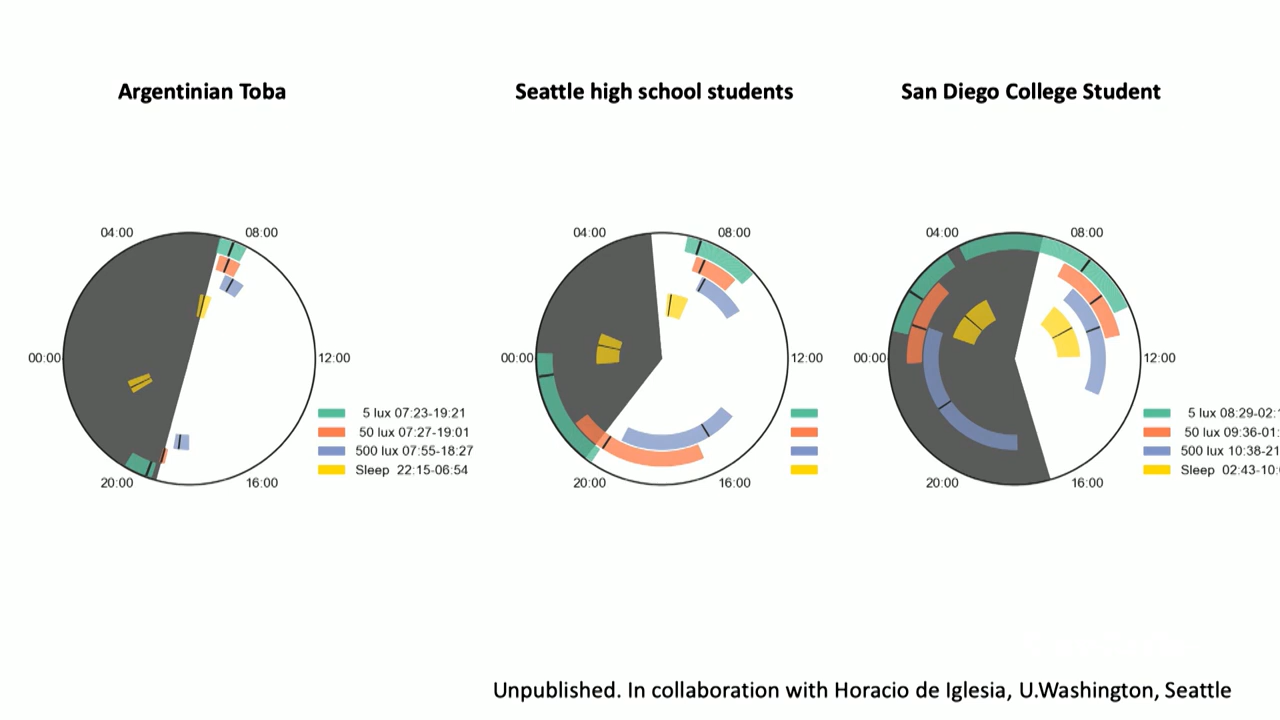 Argentinian Toba
Seattle high school students
San Diego College Student
04:00
08:00
00:00
12:00
20:00
16:00
5 lux 07:23-19:21
50 lux 07:27-19:01
500 lux 07:55-18:27
Sleep 22:15-06:54
04:00
08:00
00:00
12:00
20:00
16:00
04:00
08:00
00:00
12:00
20:00
16:00
5 lux 08:29-02:
50 lux 09:36-01:
500 lux 10:38-21
Sleep 02:43-10:
Unpublished. In collaboration with Horacio de Iglesia, U.Washington, Seattle